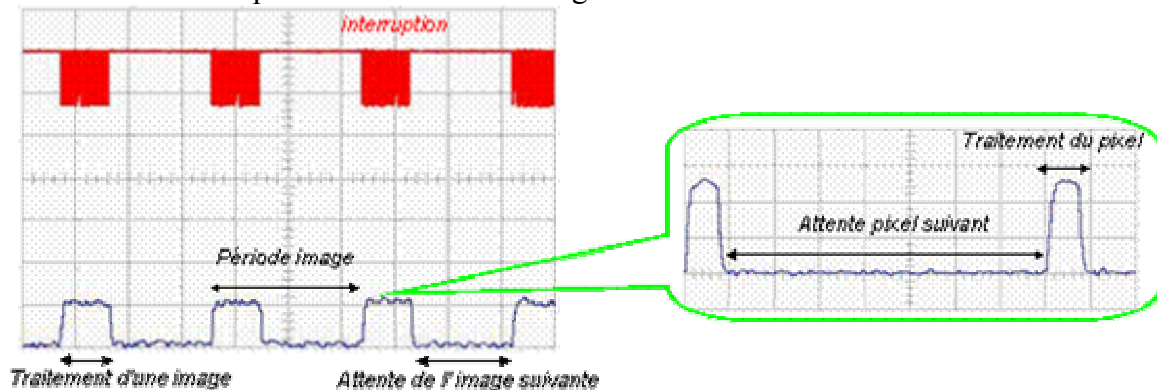 interruption
Traitement du pixel
Attente pixel suivant
Période image
Traitement d'une image
Attente de l'image suivante